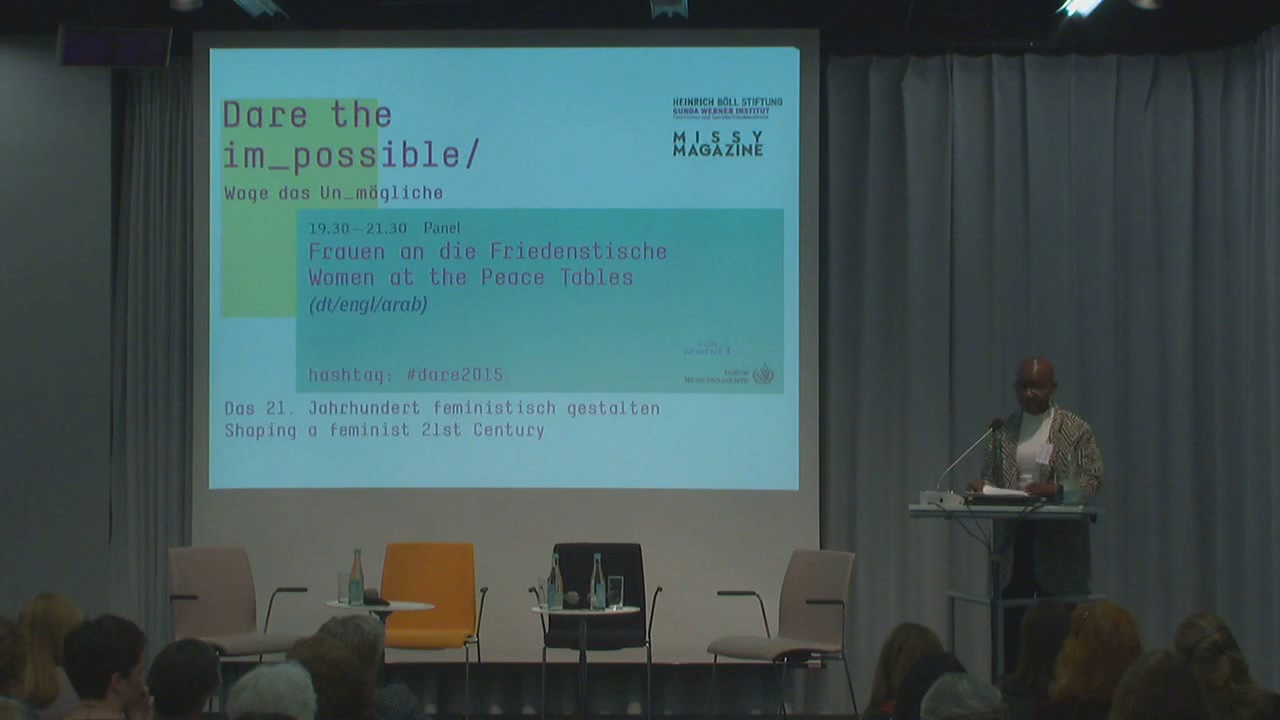 Dare the
im_possible/
Wage das Un_mögliche
HEINRICH BÖLL STIFTUNG
GUNDA WERNER INSTITUT
MISSY
MAGAZINE
19.30 – 21.30 Panel
Frauen an die Friedenstische
Women at the Peace Tables
(dt/engl/arab)
hashtag: #dare2015
FORUM
MENSCHENRECHTE
Das 21. Jahrhundert feministisch gestalten
Shaping a feminist 21st Century